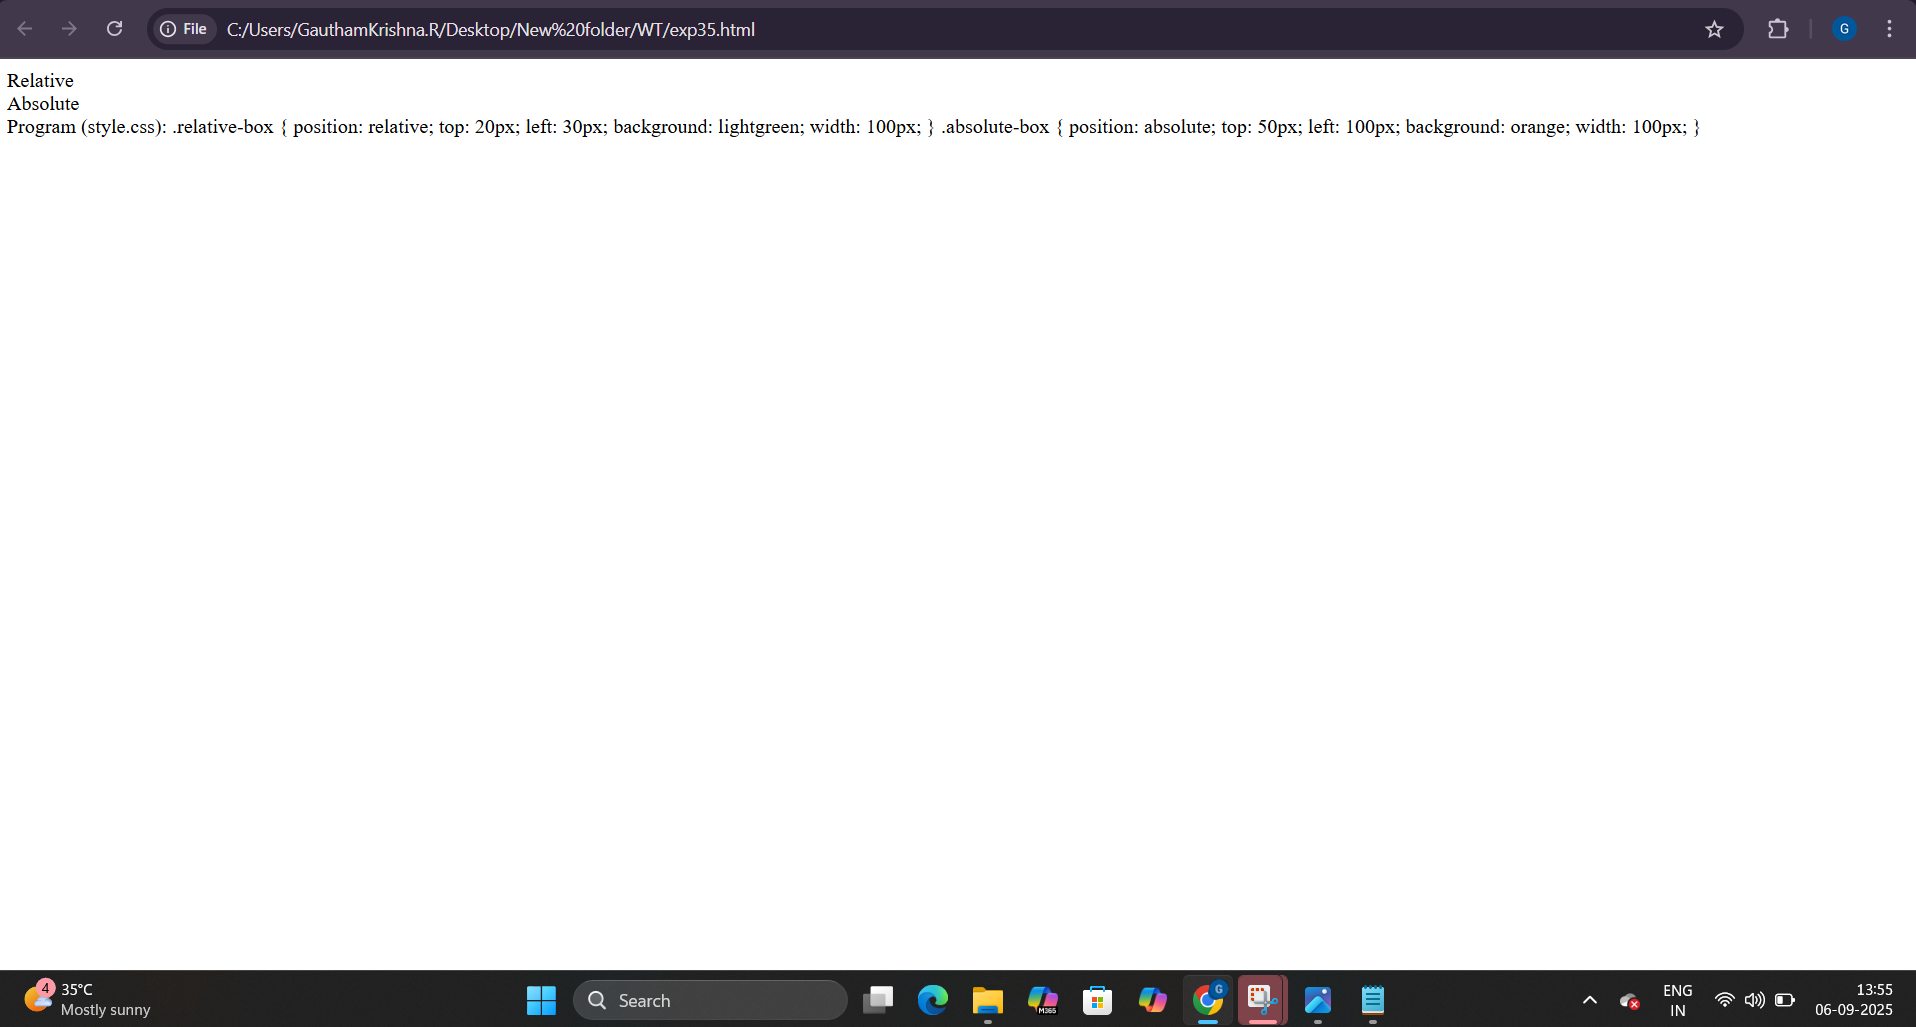 File
C:/Users/GauthamKrishna.R/Desktop/New%20folder/WT/exp35.html
G
Relative
Absolute
Program (style.css): .relative-box { position: relative; top: 20px; left: 30px; background: lightgreen; width: 100px; } .absolute-box { position: absolute; top: 50px; left: 100px; background: orange; width: 100px; }
4
35°C
Mostly sunny
Search
M365
G
ENG
IN
13:55
06-09-2025